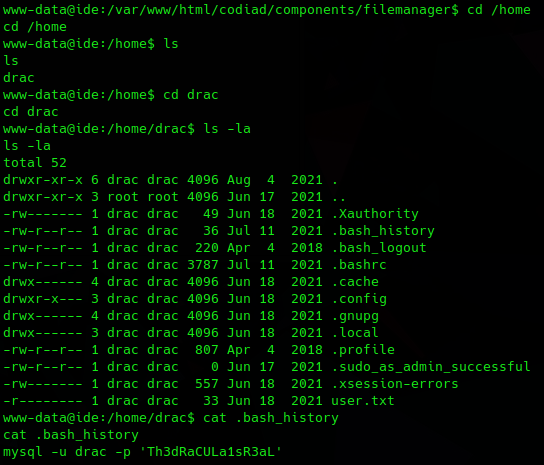 www-data@ide:/var/www/html/codiad/components/filemanager$ cd /home
cd /home
www-data@ide:/home$ ls
ls
drac
www-data@ide:/home$ cd drac
cd drac
www-data@ide:/home/drac$ ls -la
ls -la
total 52
drwxr-xr-x 6 drac drac 4096 Aug  4  2021 .
drwxr-xr-x 3 root root 4096 Jun 17  2021 ..
-rw------- 1 drac drac   49 Jun 18  2021 .Xauthority
-rw-r--r-- 1 drac drac   36 Jul 11  2021 .bash_history
-rw-r--r-- 1 drac drac  220 Apr  4  2018 .bash_logout
-rw-r--r-- 1 drac drac 3787 Jul 11  2021 .bashrc
drwx------ 4 drac drac 4096 Jun 18  2021 .cache
drwxr-x--- 3 drac drac 4096 Jun 18  2021 .config
drwx------ 4 drac drac 4096 Jun 18  2021 .gnupg
drwx------ 3 drac drac 4096 Jun 18  2021 .local
-rw-r--r-- 1 drac drac  807 Apr  4  2018 .profile
-rw-r--r-- 1 drac drac    0 Jun 17  2021 .sudo_as_admin_successful
-rw------- 1 drac drac  557 Jun 18  2021 .xsession-errors
-r-------- 1 drac drac   33 Jun 18  2021 user.txt
www-data@ide:/home/drac$ cat .bash_history
cat .bash_history
mysql -u drac -p 'Th3dRaCULa1sR3aL'